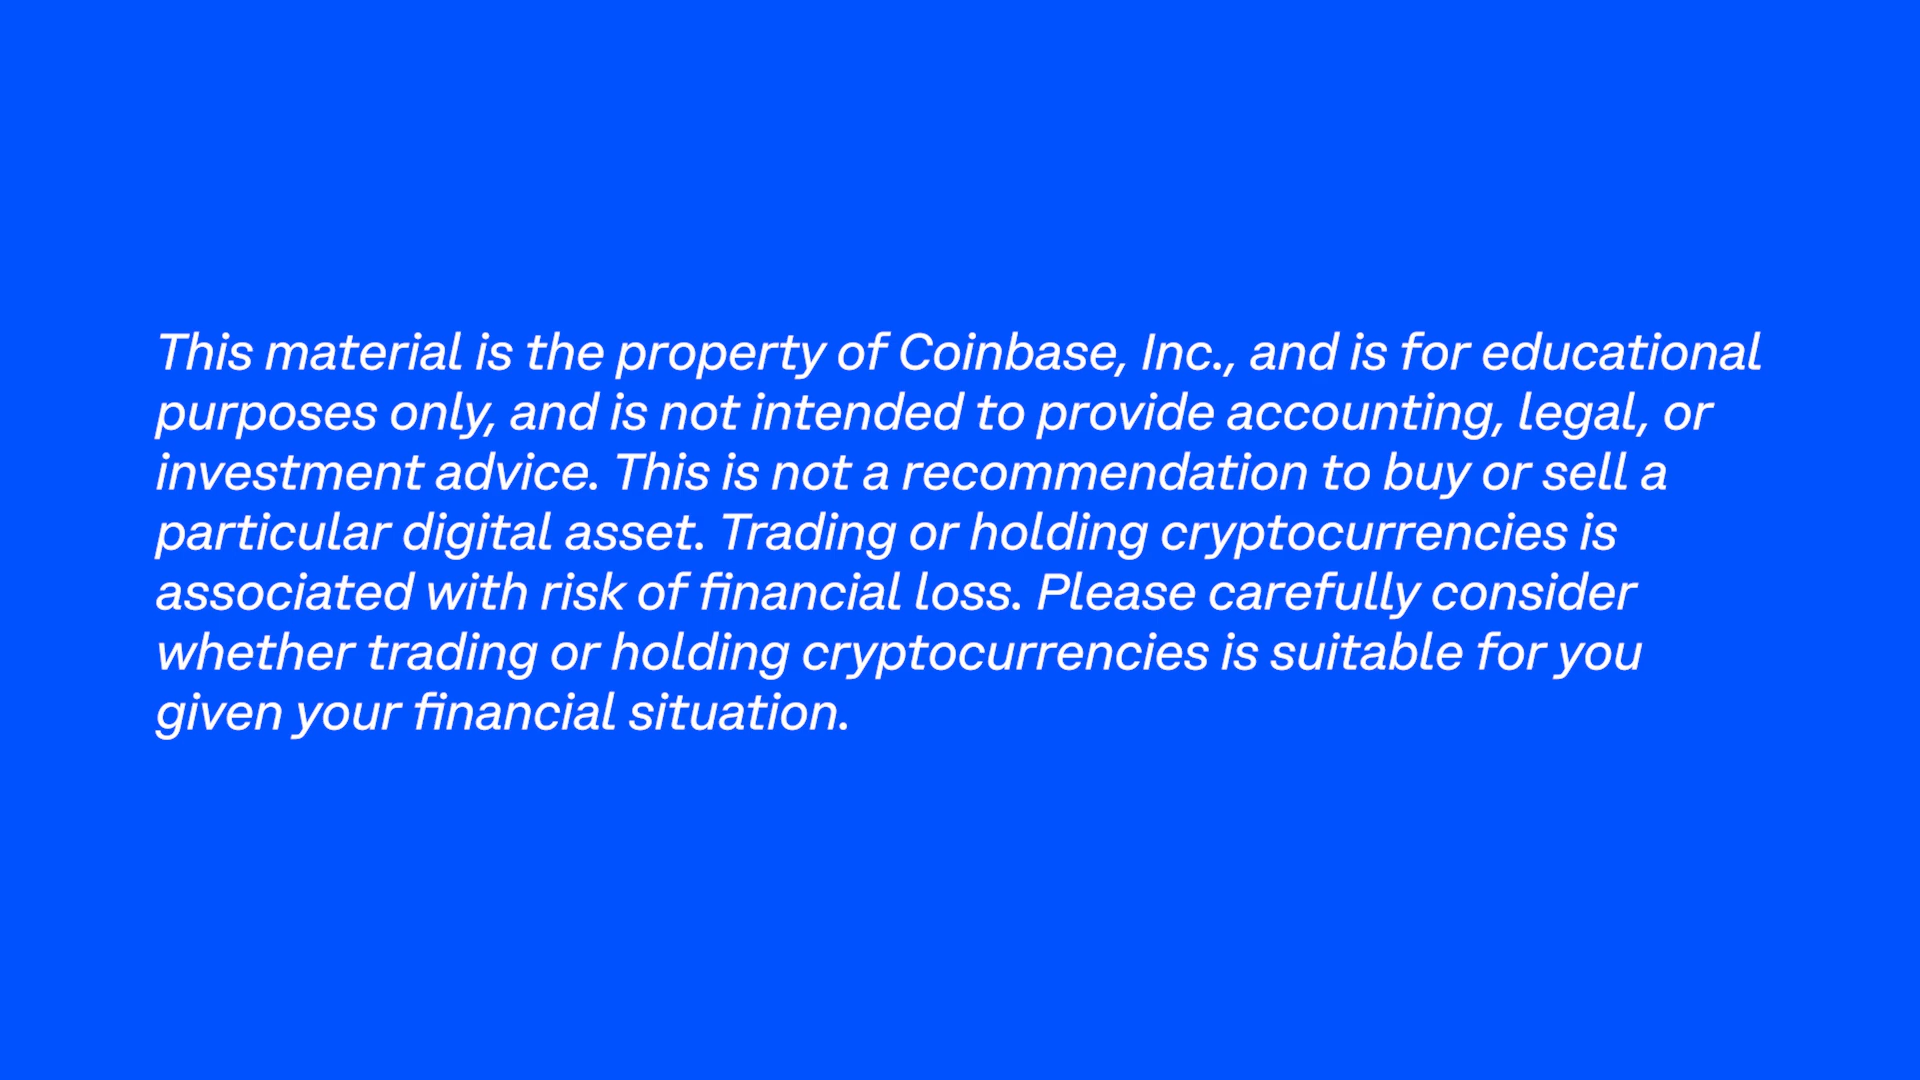 This material is the property of Coinbase, Inc., and is for educational
purposes only, and is not intended to provide accounting, legal, or
investment advice. This is not a recommendation to buy or sell a
particular digital asset. Trading or holding cryptocurrencies is
associated with risk of financial loss. Please carefully consider
whether trading or holding cryptocurrencies is suitable for you
given your financial situation.